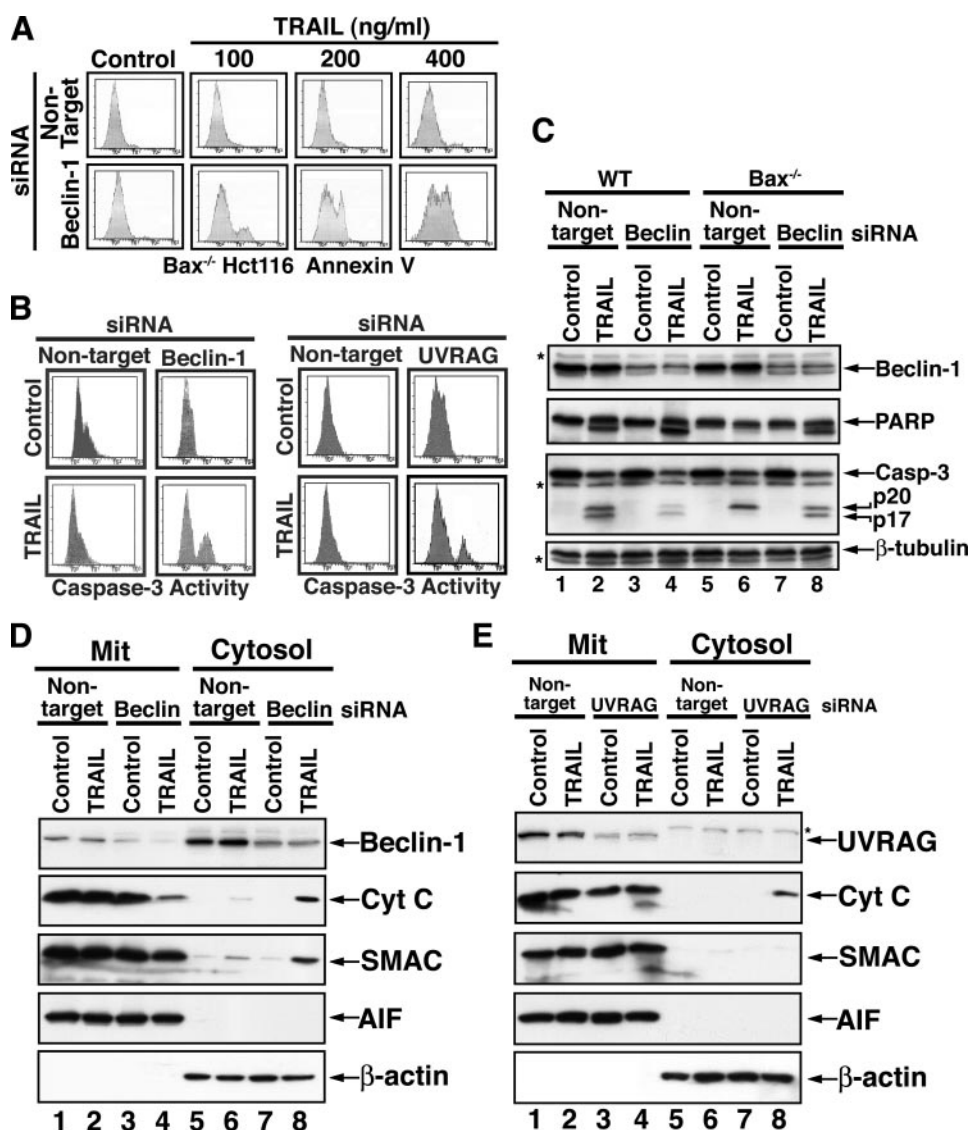 A
TRAIL (ng/ml)
Control 100 200 400
siRNA
Non-Target
Beclin-1
Bax-/- Hct116 Annexin V
B
siRNA
Non-target Beclin-1
Control
TRAIL
Caspase-3 Activity
siRNA
Non-target UVRAG
Control
TRAIL
Caspase-3 Activity
C
WT Bax-/-
Non-target Beclin Non-target Beclin siRNA
Control TRAIL Control TRAIL Control TRAIL Control TRAIL
* Beclin-1
PARP
Casp-3
*
p20
p17
β-tubulin
*
1 2 3 4 5 6 7 8
D
Mit Cytosol
Non-target Beclin Non-target Beclin siRNA
Control TRAIL Control TRAIL Control TRAIL Control TRAIL
Beclin-1
Cyt C
SMAC
AIF
β-actin
1 2 3 4 5 6 7 8
E
Mit Cytosol
Non-target UVRAG Non-target UVRAG siRNA
Control TRAIL Control TRAIL Control TRAIL Control TRAIL
*
UVRAG
Cyt C
SMAC
AIF
β-actin
1 2 3 4 5 6 7 8